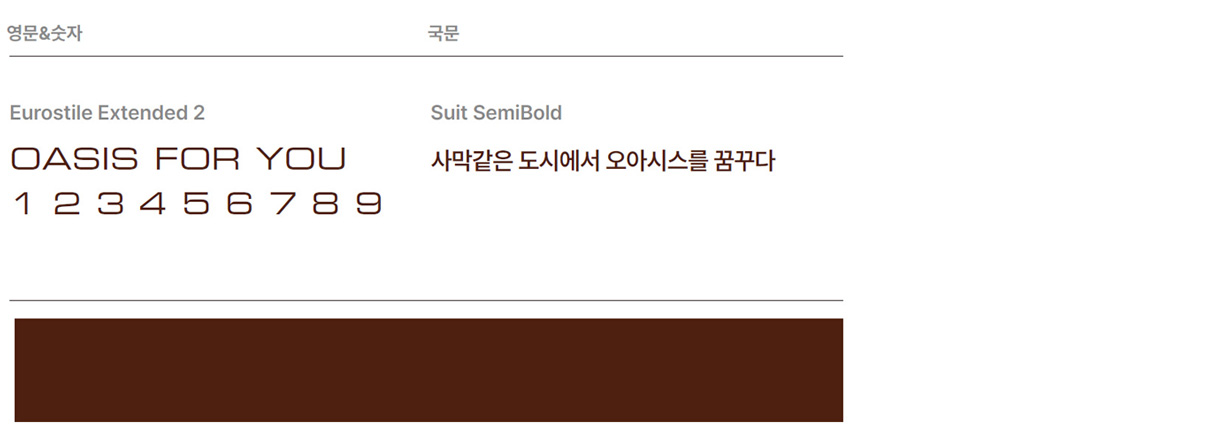 영문&숫자
국문
Eurostile Extended 2
Suit SemiBold
OASIS FOR YOU
사막같은 도시에서 오아시스를 꿈꾸다
1 2 3 4 5 6 7 8 9